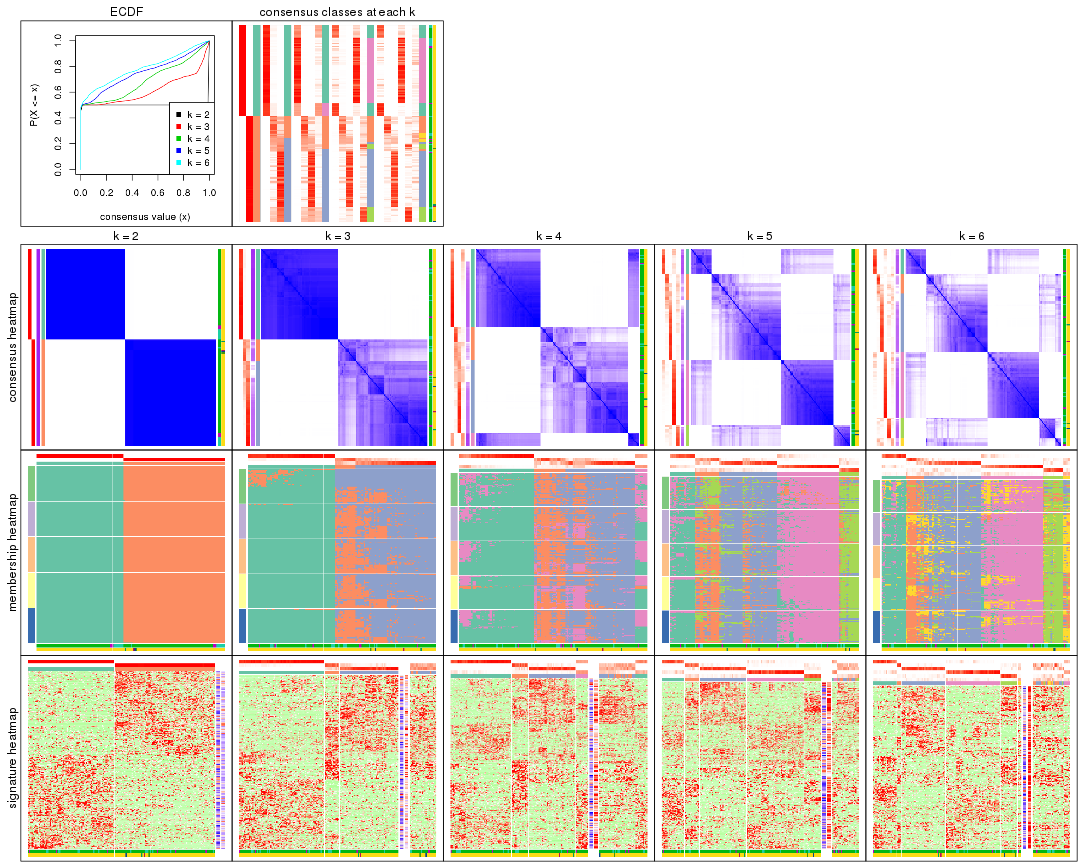 ECDF
consensus classes at each k
P(X <= x)
0.0 0.2 0.4 0.6 0.8 1.0
k = 2
k = 3
k = 4
k = 5
k = 6
0.0 0.2 0.4 0.6 0.8 1.0
consensus value (x)
k = 2 k = 3 k = 4 k = 5 k = 6
consensus heatmap
membership heatmap
signature heatmap